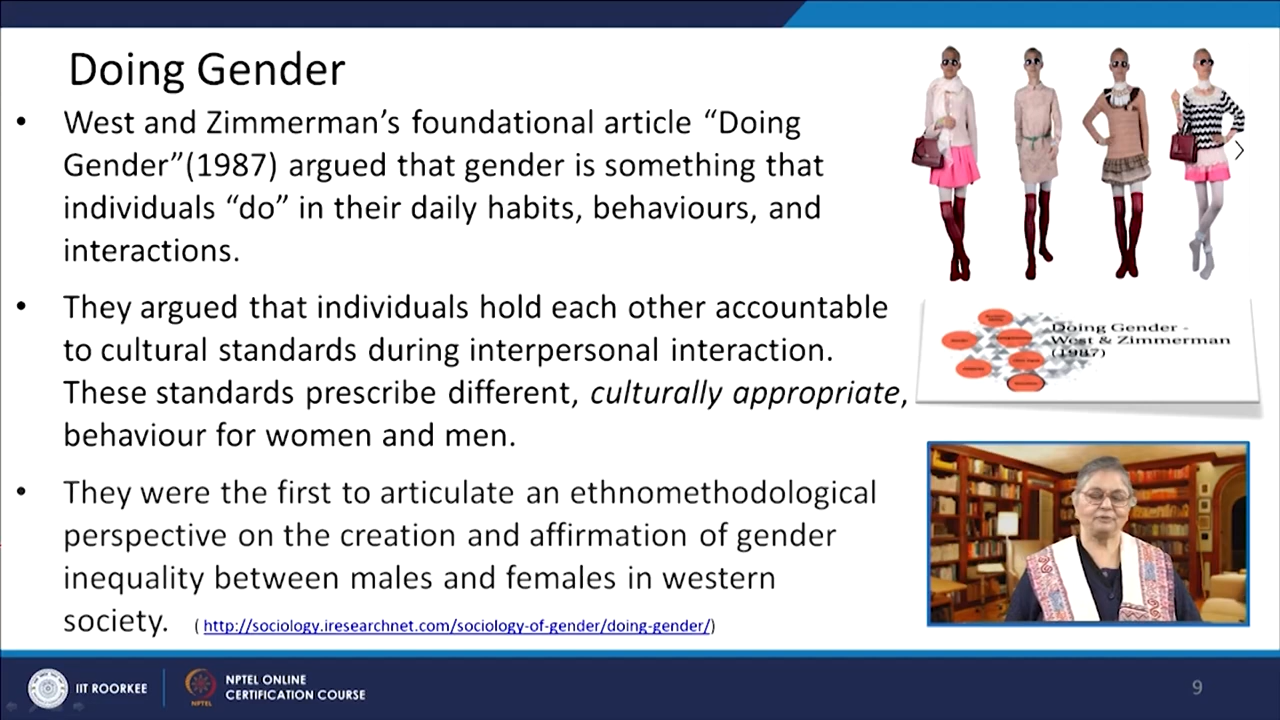 Doing Gender
• West and Zimmerman’s foundational article “Doing
Gender”(1987) argued that gender is something that
individuals “do” in their daily habits, behaviours, and
interactions.
• They argued that individuals hold each other accountable
to cultural standards during interpersonal interaction.
These standards prescribe different, culturally appropriate,
behaviour for women and men.
• They were the first to articulate an ethnomethodological
perspective on the creation and affirmation of gender
inequality between males and females in western
society. ( http://sociology.iresearchnet.com/sociology-of-gender/doing-gender/)
Doing Gender -
West & Zimmerman
(1987)
IIT ROORKEE
NPTEL
NPTEL ONLINE
CERTIFICATION COURSE
9